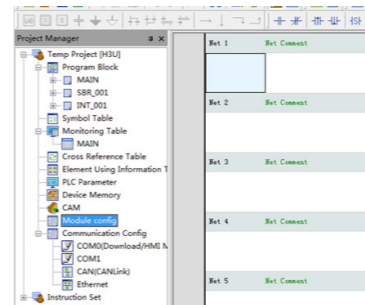 Project Manager
Temp Project [H3U]
Program Block
MAIN
SBR_001
INT_001
Symbol Table
Monitoring Table
MAIN
Cross Reference Table
Element Using Information T
PLC Parameter
Device Memory
CAM
Module config
Communication Config
COM0(Download/HMI M
COM1
CAN(CANLink)
Ethernet
Instruction Set
Net 1 Net Comment
Net 2 Net Comment
Net 3 Net Comment
Net 4 Net Comment
Net 5 Net Comment